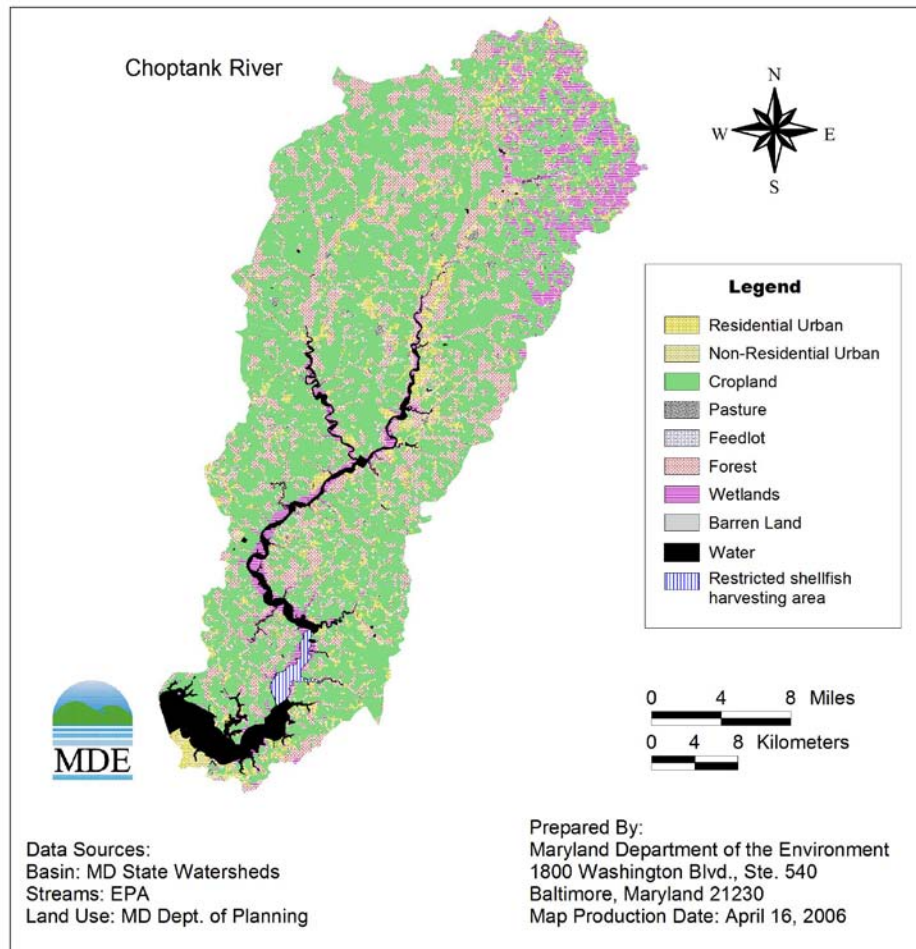 Choptank River
N
W
E
S
Legend
Residential Urban
Non-Residential Urban
Cropland
Pasture
Feedlot
Forest
Wetlands
Barren Land
Water
Restricted shellfish
harvesting area
0 4 8 Miles
0 4 8 Kilometers
MDE
Data Sources:
Basin: MD State Watersheds
Streams: EPA
Land Use: MD Dept. of Planning
Prepared By:
Maryland Department of the Environment
1800 Washington Blvd., Ste. 540
Baltimore, Maryland 21230
Map Production Date: April 16, 2006